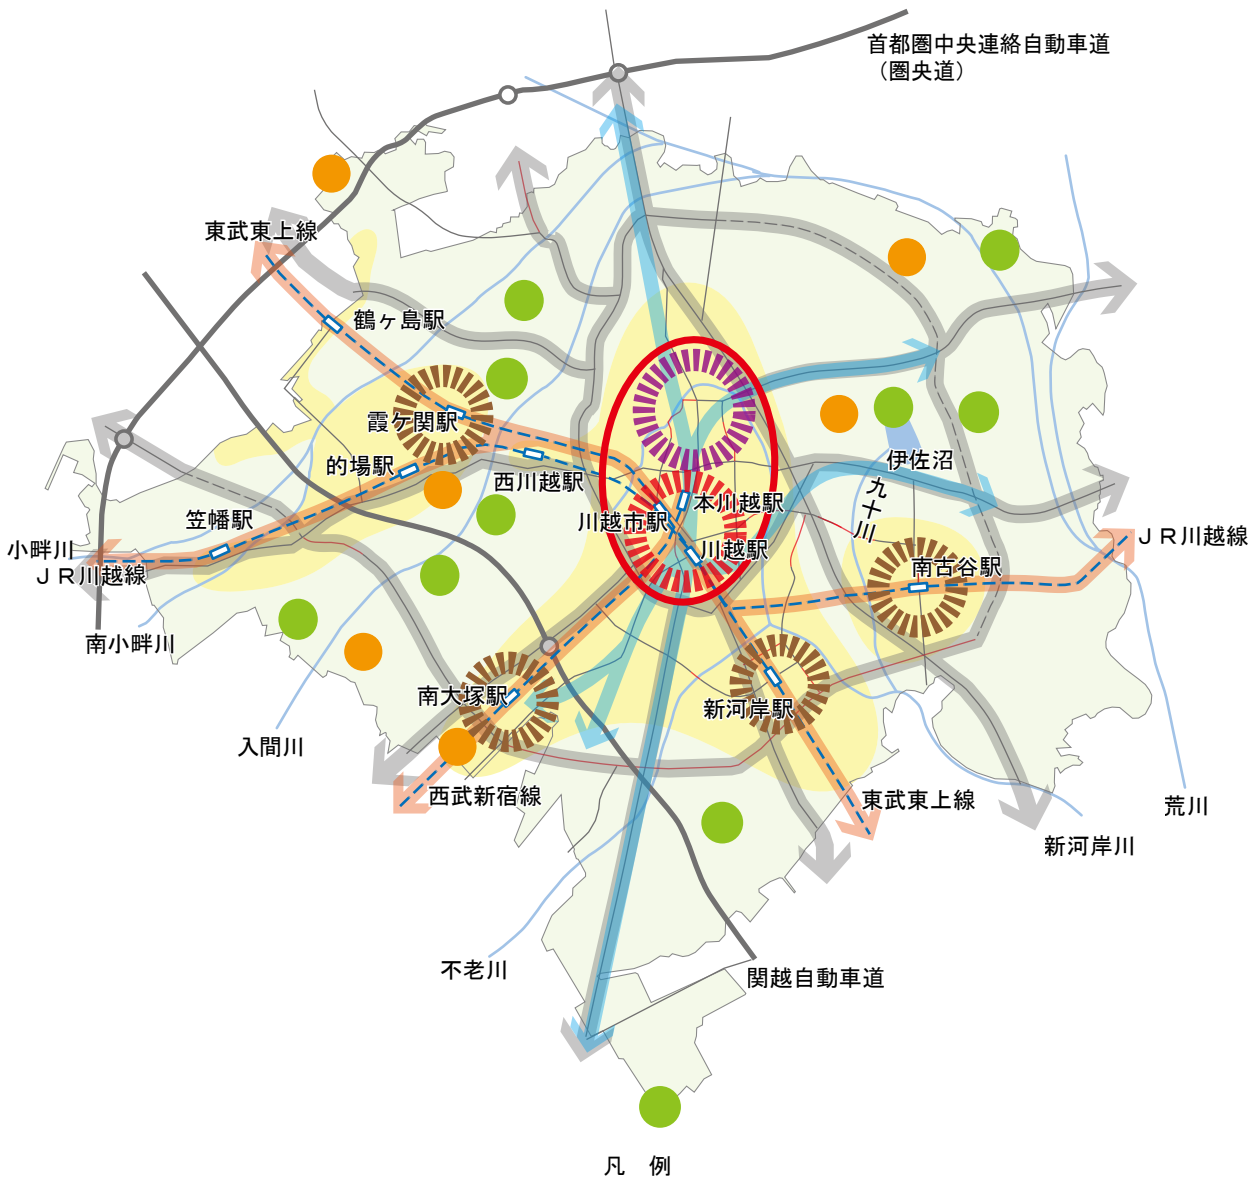 首都圏中央連絡自動車道
（圏央道）
東武東上線
鶴ヶ島駅
霞ケ関駅
的場駅
西川越駅
伊佐沼
本川越駅
九十川
笠幡駅
川越市駅
小畔川
川越駅
ＪＲ川越線
南古谷駅
ＪＲ川越線
南小畔川
南大塚駅
新河岸駅
入間川
西武新宿線
東武東上線
荒川
新河岸川
不老川
関越自動車道
凡　例